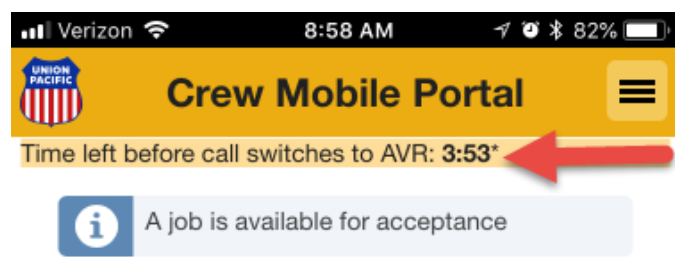 Verizon 8:58 AM 82%
UNION
PACIFIC
Crew Mobile Portal
Time left before call switches to AVR: 3:53*
A job is available for acceptance